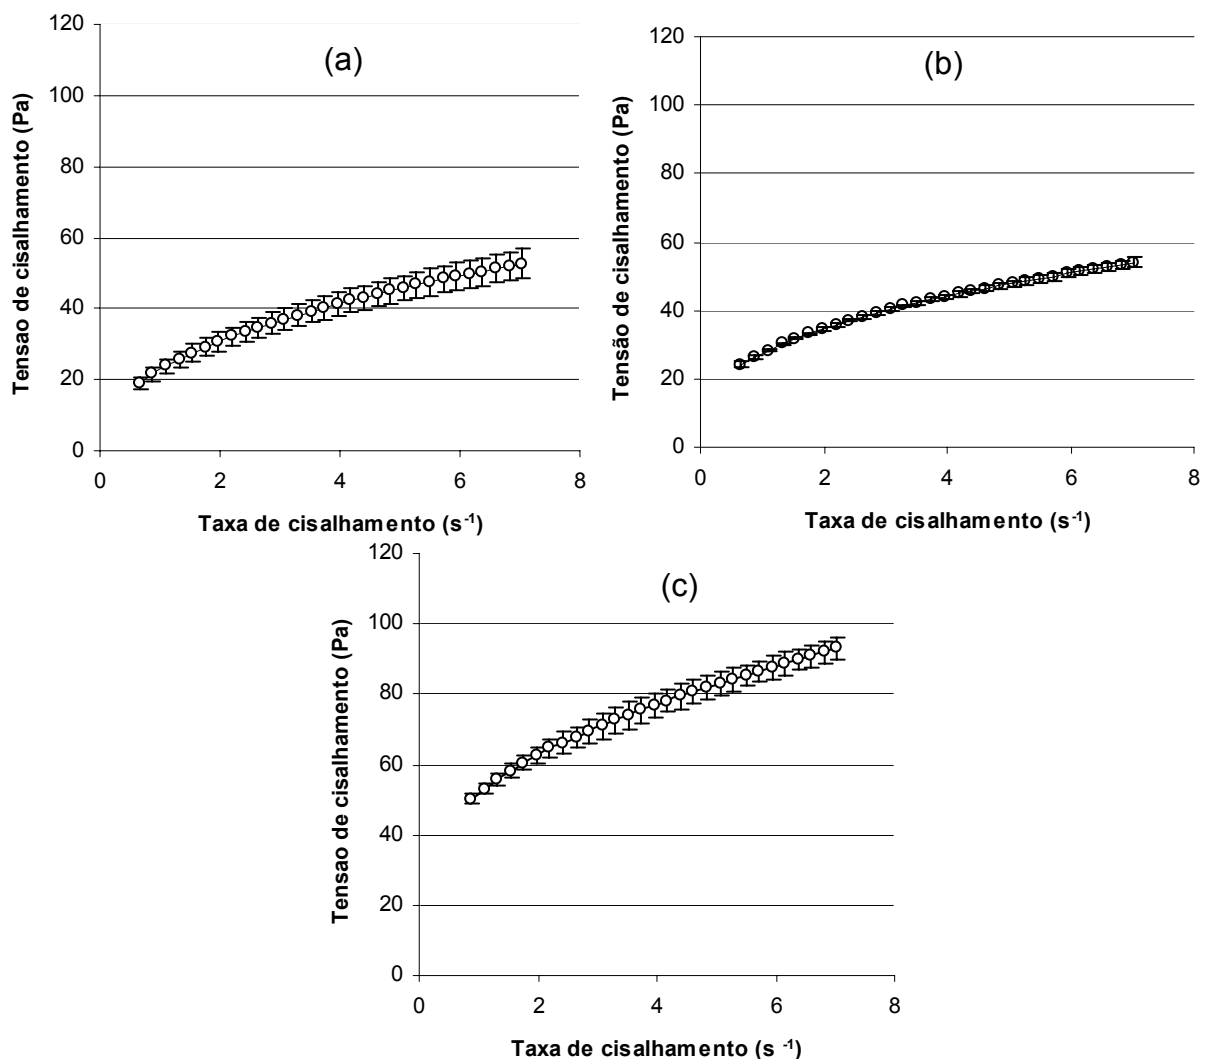 120
100
80
60
40
20
0
Tensao de cisalhamento (Pa)
(a)
0 2 4 6 8
Taxa de cisalhamento (s-1)
120
100
80
60
40
20
0
Tensão de cisalhamento (Pa)
(b)
0 2 4 6 8
Taxa de cisalhamento (s-1)
120
100
80
60
40
20
0
Tensao de cisalhamento (Pa)
(c)
0 2 4 6 8
Taxa de cisalhamento (s -1)